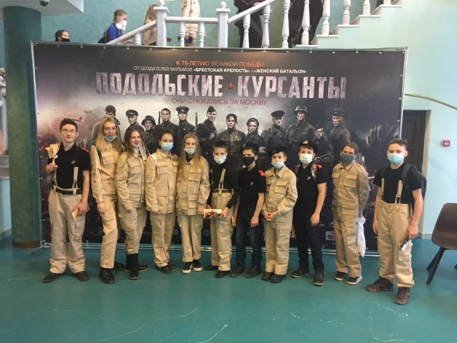 К 75-ЛЕТИЮ ВЕЛИКОЙ ПОБЕДЫ
ОТ СОЗДАТЕЛЕЙ ФИЛЬМОВ «БРЕСТСКАЯ КРЕПОСТЬ» И «ЖЕНСКИЙ БАТАЛЬОН»
ПОДОЛЬСКИЕ КУРСАНТЫ
ОНИ СРАЖАЛИСЬ ЗА МОСКВУ